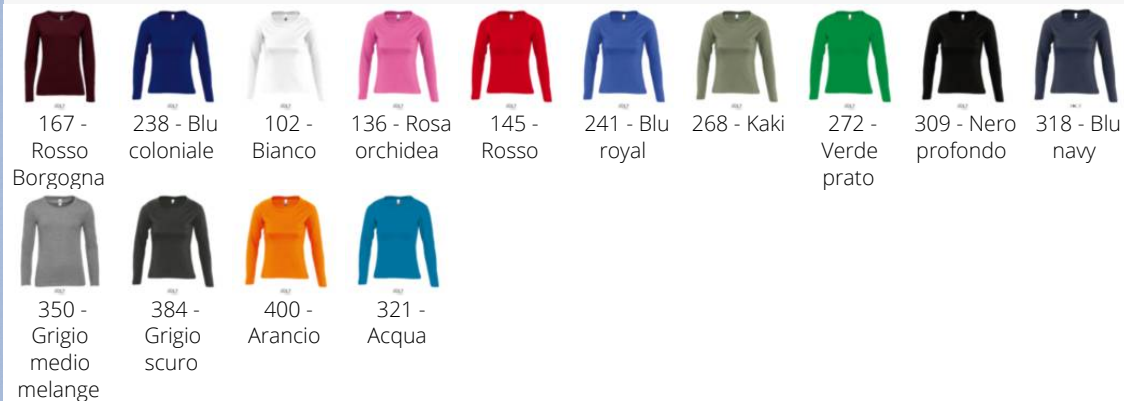 167 -
Rosso
Borgogna
238 - Blu
coloniale
102 -
Bianco
136 - Rosa
orchidea
145 -
Rosso
241 - Blu
royal
268 - Kaki
272 -
Verde
prato
309 - Nero
profondo
318 - Blu
navy
350 -
Grigio
medio
melange
384 -
Grigio
scuro
400 -
Arancio
321 -
Acqua